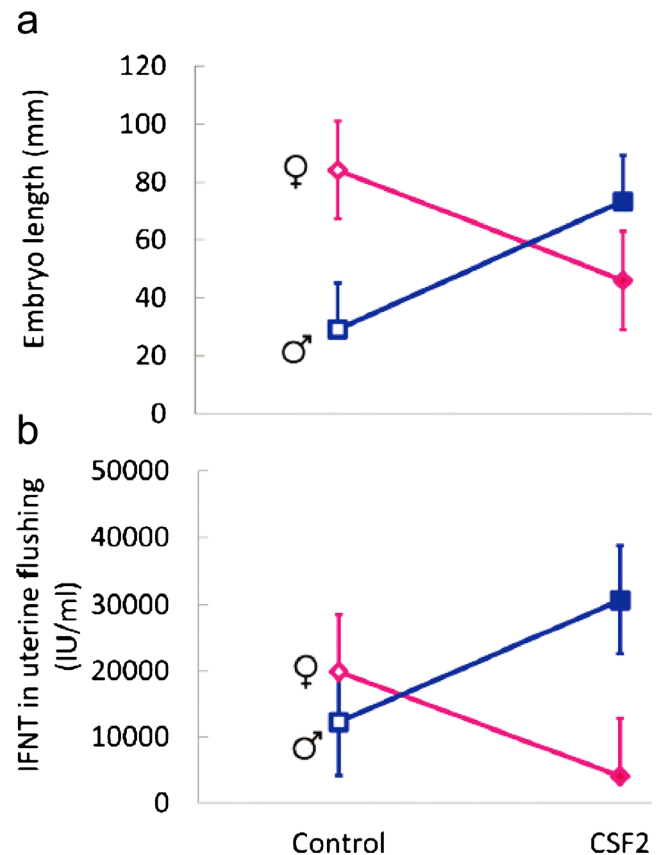 a
Embryo length (mm)
120
100
80
60
40
20
0
♀
♂
b
IFNT in uterine flushing
(IU/ml)
50000
40000
30000
20000
10000
0
♀
♂
Control
CSF2